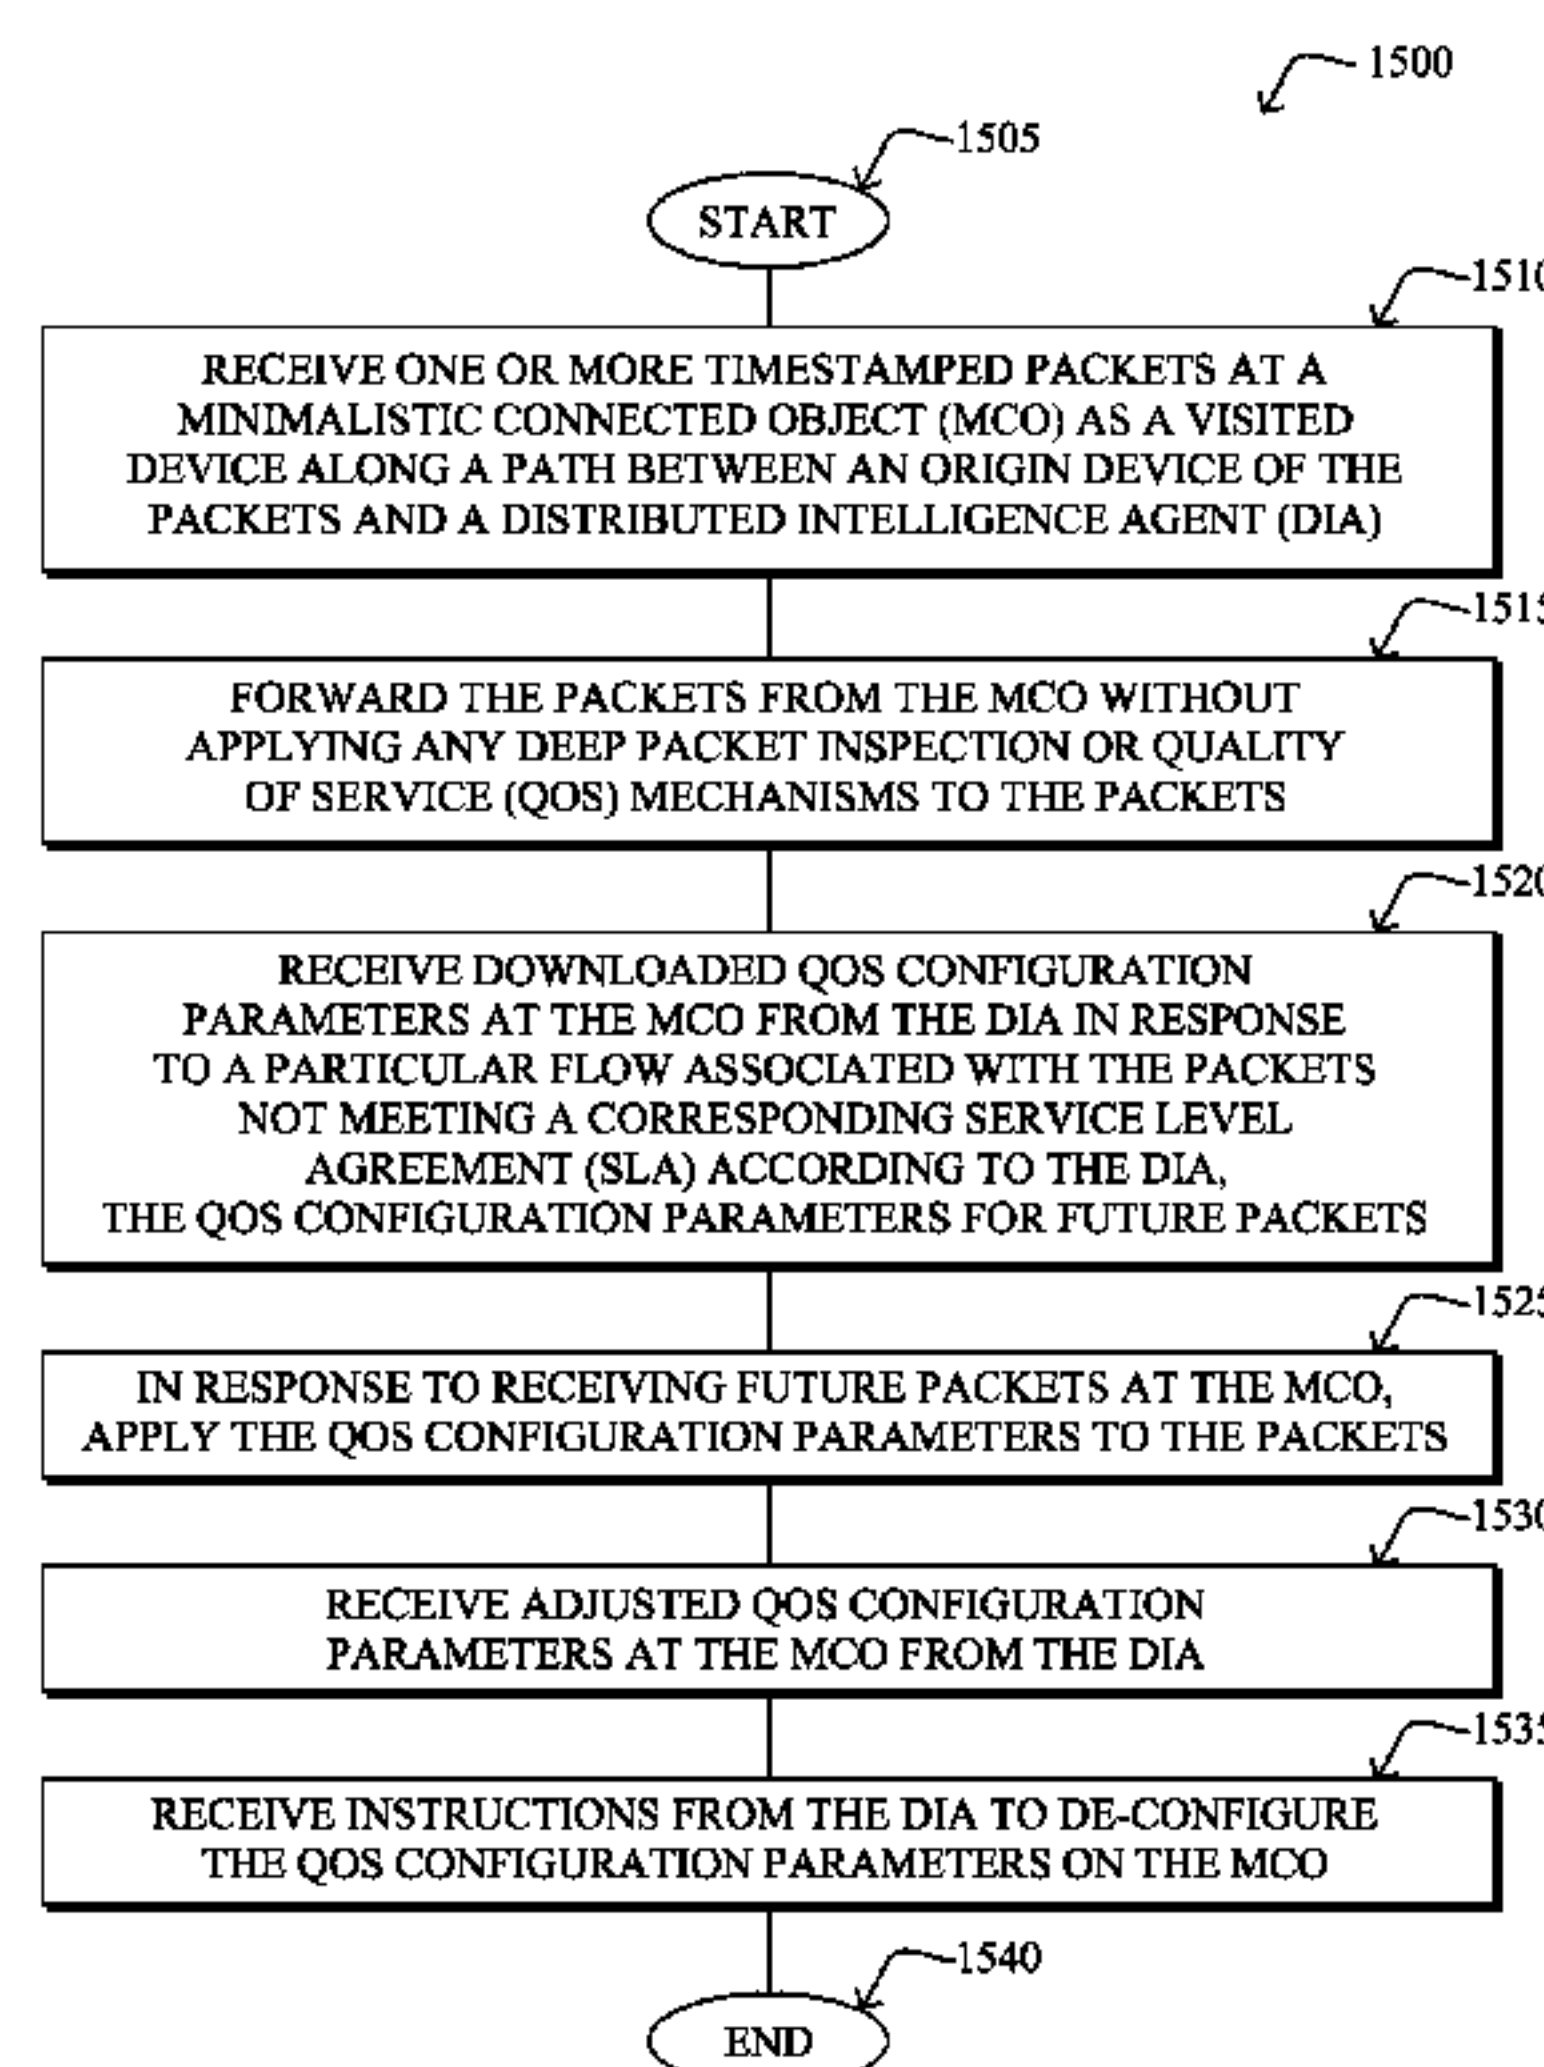 1500
1505
START
1510
RECEIVE ONE OR MORE TIMESTAMPED PACKETS AT A
MINIMALISTIC CONNECTED OBJECT (MCO) AS A VISITED
DEVICE ALONG A PATH BETWEEN AN ORIGIN DEVICE OF THE
PACKETS AND A DISTRIBUTED INTELLIGENCE AGENT (DIA)
1515
FORWARD THE PACKETS FROM THE MCO WITHOUT
APPLYING ANY DEEP PACKET INSPECTION OR QUALITY
OF SERVICE (QOS) MECHANISMS TO THE PACKETS
1520
RECEIVE DOWNLOADED QOS CONFIGURATION
PARAMETERS AT THE MCO FROM THE DIA IN RESPONSE
TO A PARTICULAR FLOW ASSOCIATED WITH THE PACKETS
NOT MEETING A CORRESPONDING SERVICE LEVEL
AGREEMENT (SLA) ACCORDING TO THE DIA,
THE QOS CONFIGURATION PARAMETERS FOR FUTURE PACKETS
1525
IN RESPONSE TO RECEIVING FUTURE PACKETS AT THE MCO,
APPLY THE QOS CONFIGURATION PARAMETERS TO THE PACKETS
1530
RECEIVE ADJUSTED QOS CONFIGURATION
PARAMETERS AT THE MCO FROM THE DIA
1535
RECEIVE INSTRUCTIONS FROM THE DIA TO DE-CONFIGURE
THE QOS CONFIGURATION PARAMETERS ON THE MCO
1540
END